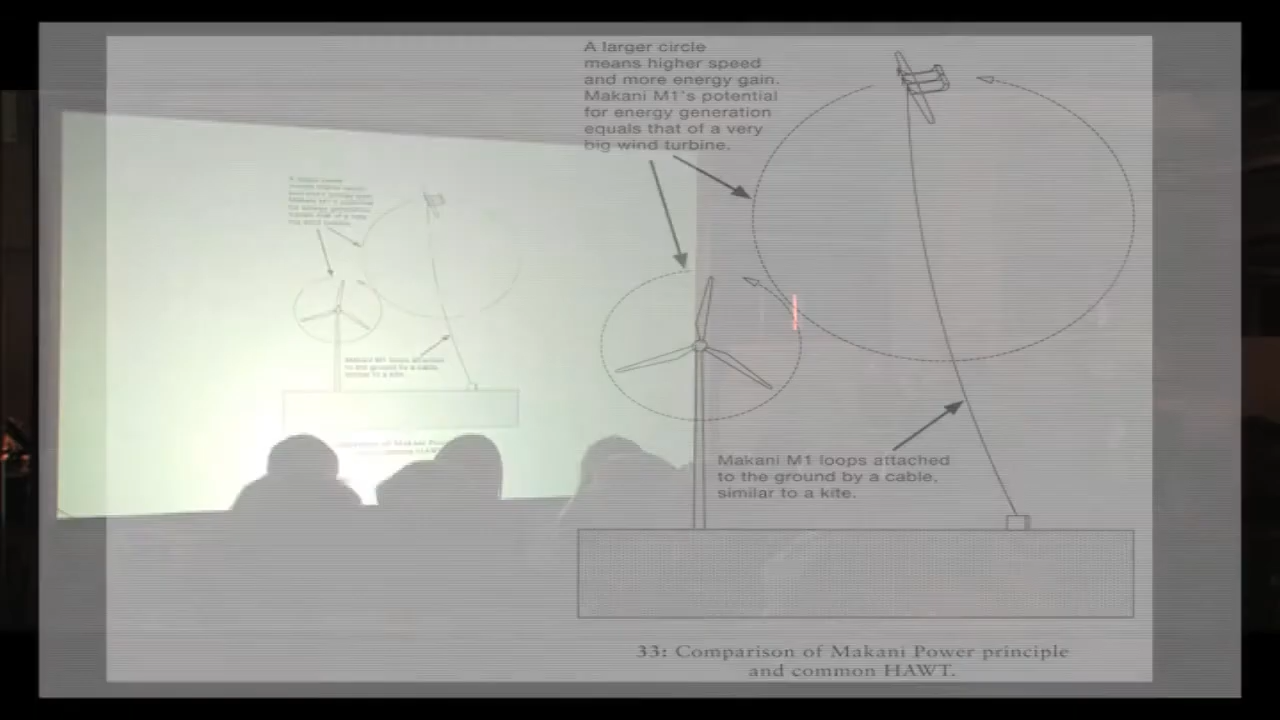 A larger circle
means higher speed
and more energy gain.
Makani M1's potential
for energy generation
equals that of a very
big wind turbine.
Makani M1 loops attached
to the ground by a cable,
similar to a kite.
33: Comparison of Makani Power principle
and common HAWT.